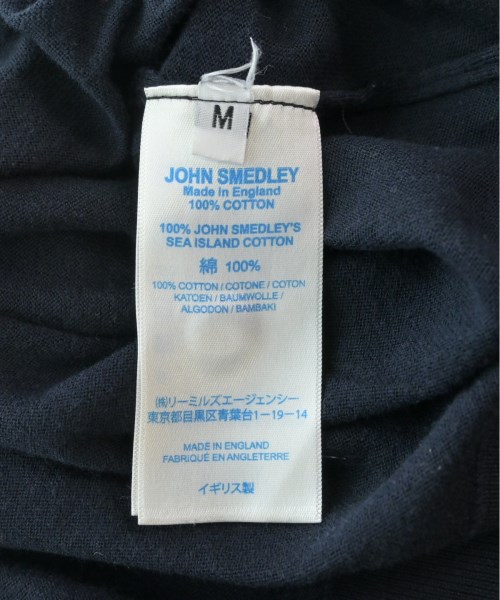 M
JOHN SMEDLEY
Made in England
100% COTTON
100% JOHN SMEDLEY'S
SEA ISLAND COTTON
綿 100%
100% COTTON / COTONE / COTON
KATOEN / BAUMWOLLE /
ALGODON / BAMBAKI
㈱リーミルズエージェンシー
東京都目黒区青葉台1-19-14
MADE IN ENGLAND
FABRIQUÉ EN ANGLETERRE
イギリス製